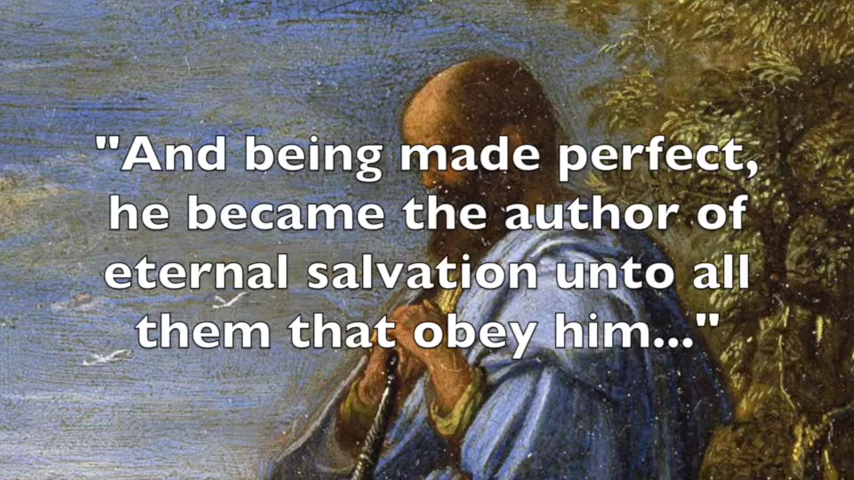 "And being made perfect,
he became the author of
eternal salvation unto all
them that obey him..."